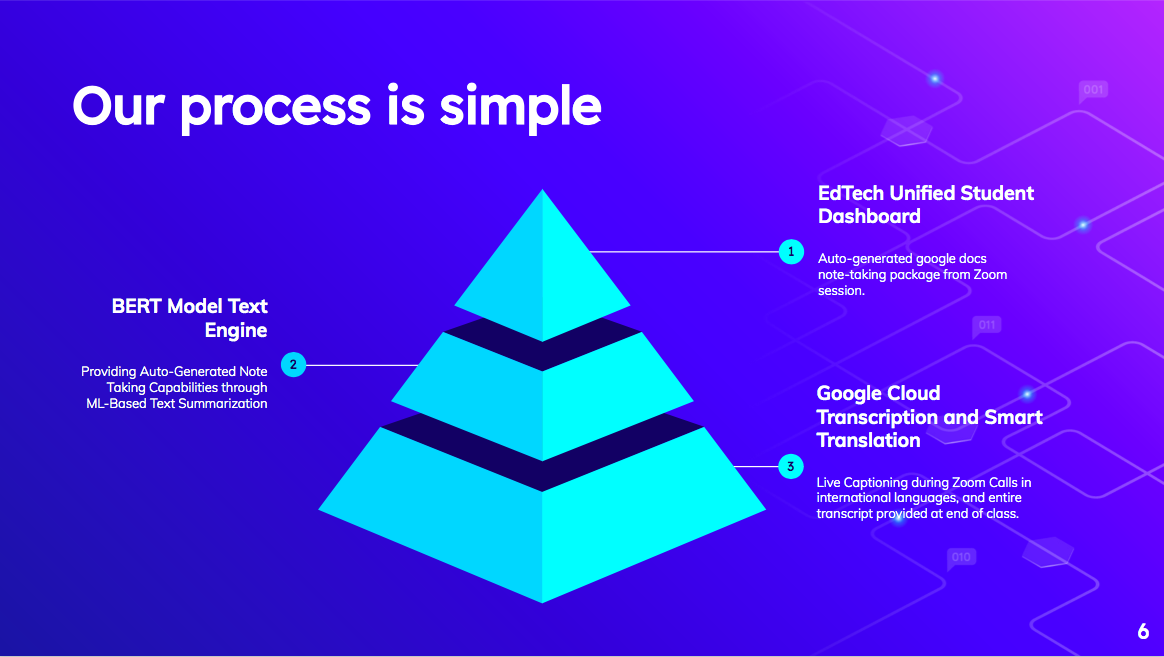 Our process is simple
001
EdTech Unified Student
Dashboard
1
Auto-generated google docs
note-taking package from Zoom
session.
BERT Model Text
Engine
2
Providing Auto-Generated Note
Taking Capabilities through
ML-Based Text Summarization
011
Google Cloud
Transcription and Smart
Translation
3
Live Captioning during Zoom Calls in
international languages, and entire
transcript provided at end of class.
010
6